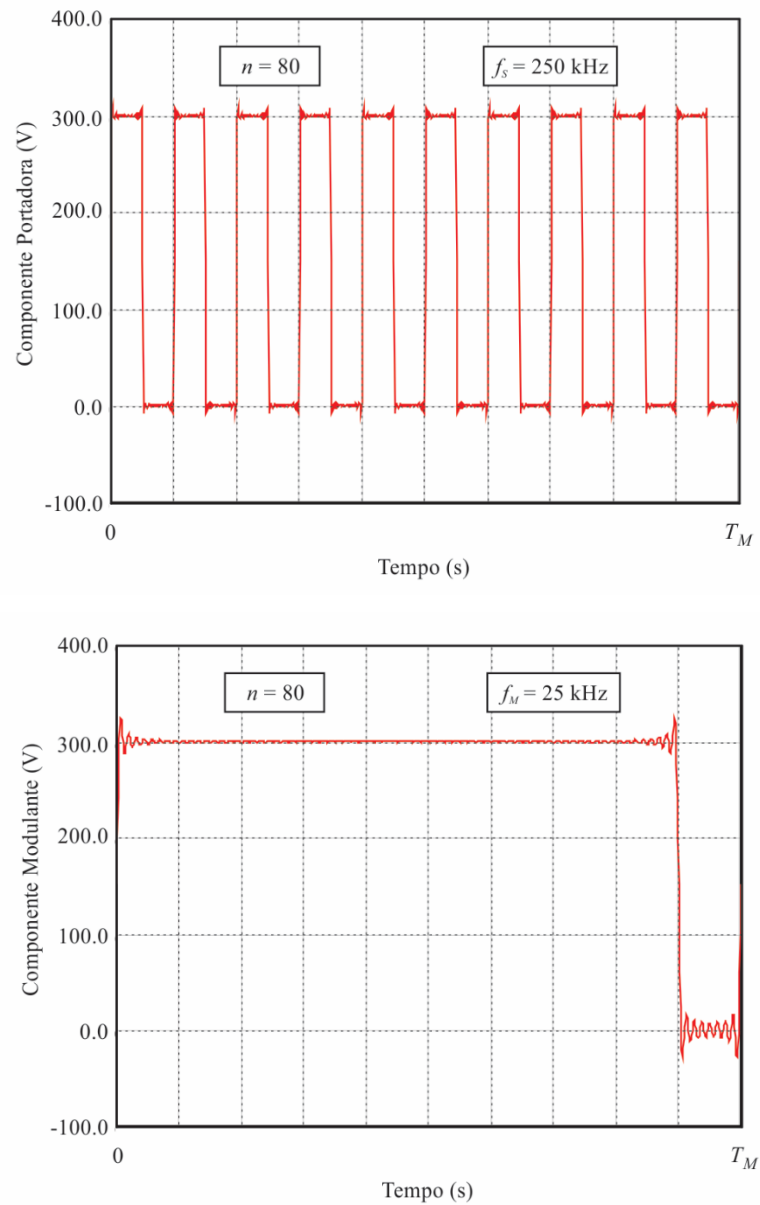 400.0
n = 80
f_S = 250 kHz
300.0
200.0
100.0
0.0
-100.0
Componente Portadora (V)
0
T_M
Tempo (s)
400.0
n = 80
f_M = 25 kHz
300.0
200.0
100.0
0.0
-100.0
Componente Modulante (V)
0
T_M
Tempo (s)